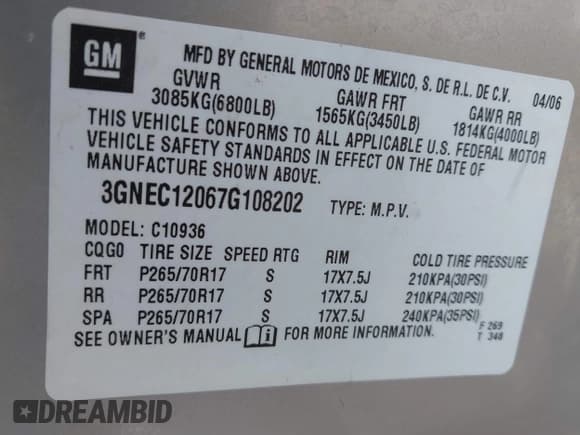 GM ®
MFD BY GENERAL MOTORS DE MEXICO, S. DE R.L. DE C.V. 04/06
GVWR GAWR FRT GAWR RR
3085KG(6800LB) 1565KG(3450LB) 1814KG(4000LB)
THIS VEHICLE CONFORMS TO ALL APPLICABLE U.S. FEDERAL MOTOR
VEHICLE SAFETY STANDARDS IN EFFECT ON THE DATE OF
MANUFACTURE SHOWN ABOVE.
3GNEC12067G108202 TYPE: M.P.V.
MODEL: C10936
CQG0 TIRE SIZE SPEED RTG RIM COLD TIRE PRESSURE
FRT P265/70R17 S 17X7.5J 210KPA(30PSI)
RR P265/70R17 S 17X7.5J 210KPA(30PSI)
SPA P265/70R17 S 17X7.5J 240KPA(35PSI)
SEE OWNER'S MANUAL FOR MORE INFORMATION.
F 269
T 348
DREAMBID